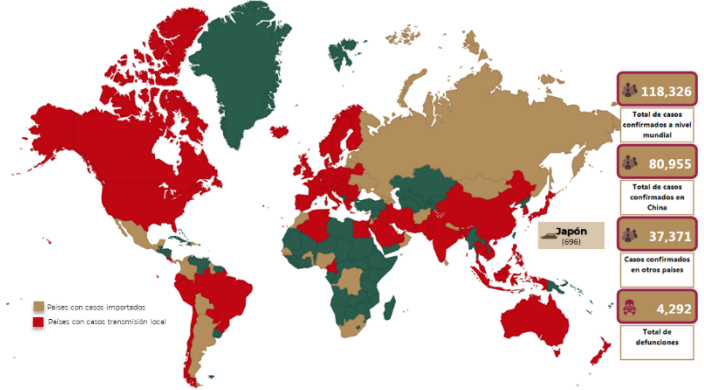 118,326
Total de casos
confirmados a nivel
mundial
80,955
Total de casos
confirmados en
China
Japón
(696)
37,371
Casos confirmados
en otros países
4,292
Total de
defunciones
Países con casos importados
Países con casos transmisión local